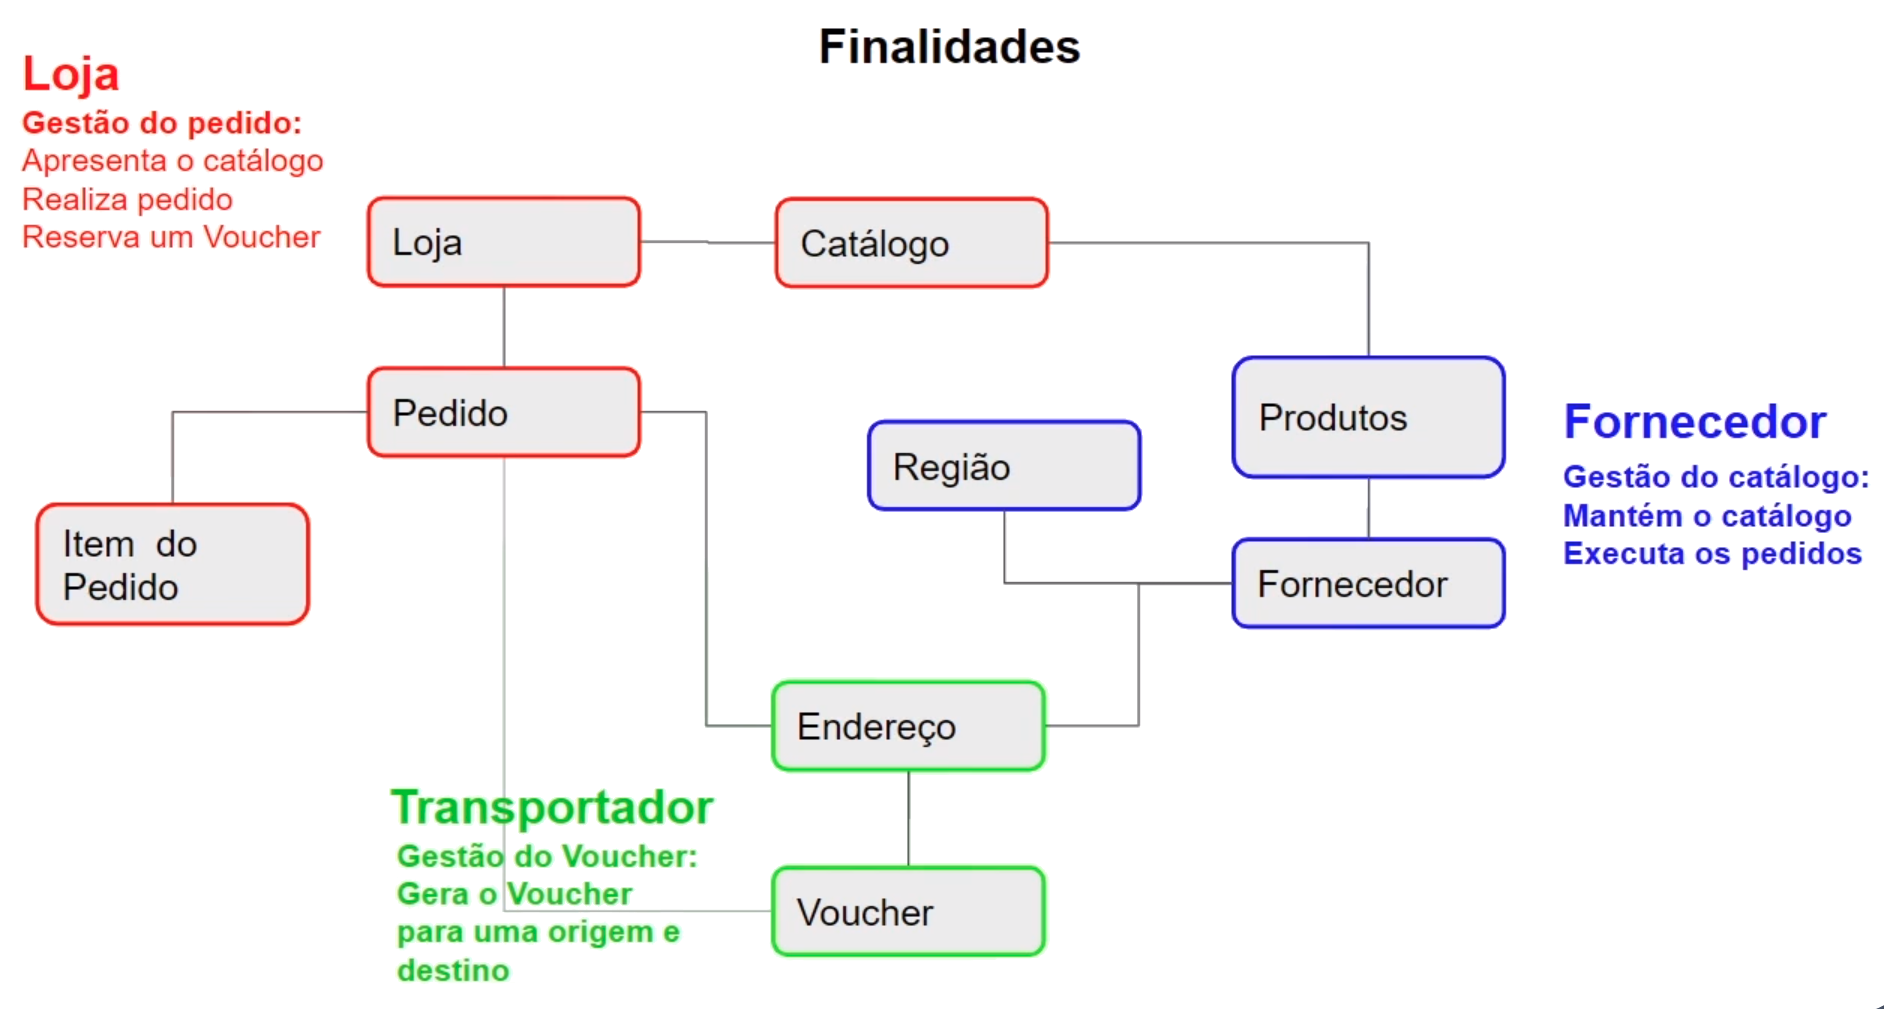 Finalidades
Loja
Gestão do pedido:
Apresenta o catálogo
Realiza pedido
Reserva um Voucher
Loja
Catálogo
Pedido
Produtos
Região
Fornecedor
Gestão do catálogo:
Mantém o catálogo
Executa os pedidos
Item do
Pedido
Fornecedor
Endereço
Transportador
Gestão do Voucher:
Gera o Voucher
para uma origem e
destino
Voucher